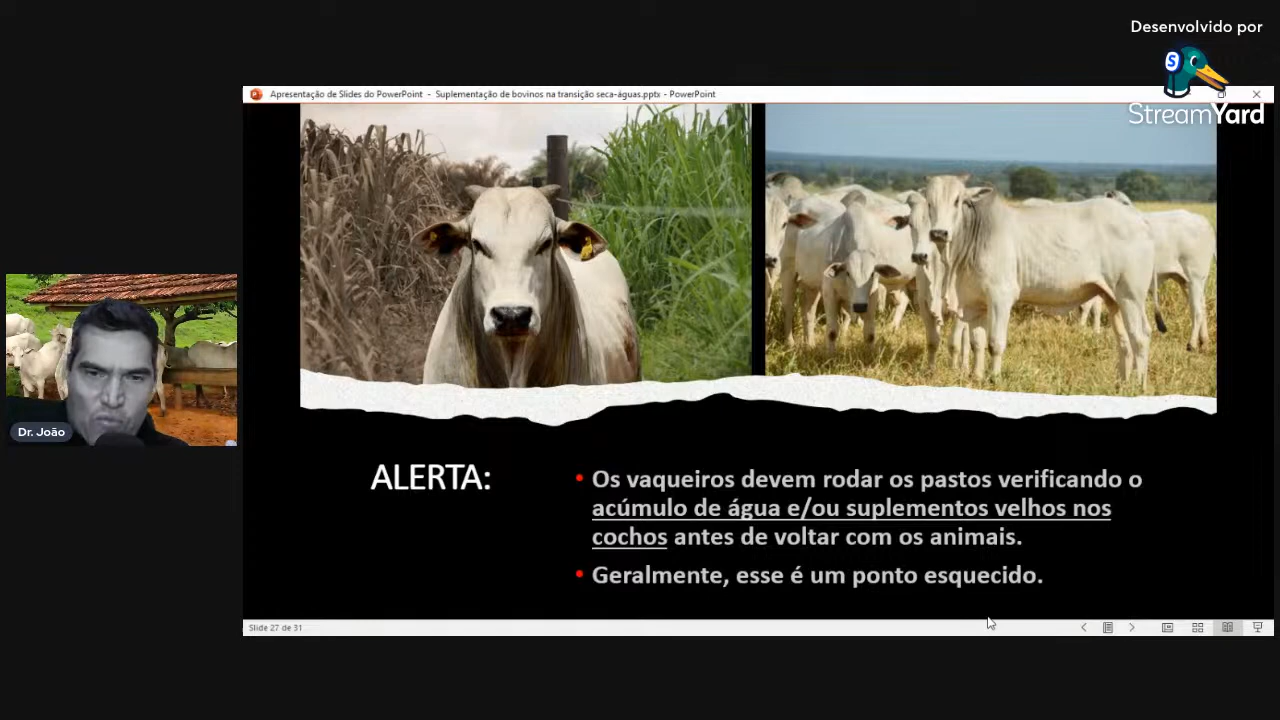 Desenvolvido por
StreamYard
Apresentação de Slides do PowerPoint - Suplementação de bovinos na transição seca-águas.pptx - PowerPoint
Dr. João
ALERTA:
• Os vaqueiros devem rodar os pastos verificando o
acúmulo de água e/ou suplementos velhos nos
cochos antes de voltar com os animais.
• Geralmente, esse é um ponto esquecido.
Slide 27 de 31